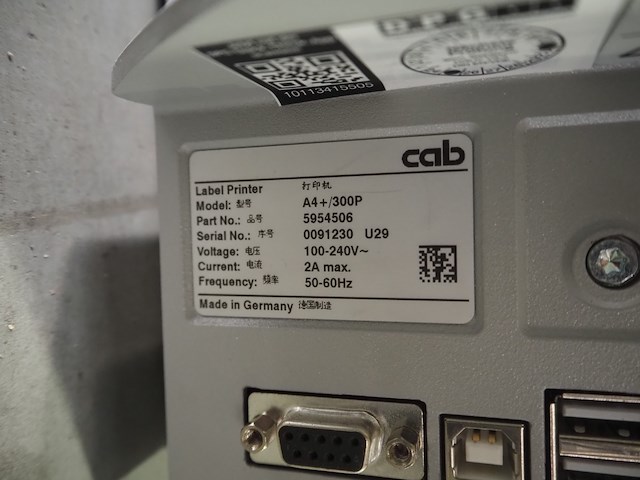 10113415505
cab
Label Printer 打印机
Model: 型号 A4+/300P
Part No.: 品号 5954506
Serial No.: 序号 0091230 U29
Voltage: 电压 100-240V~
Current: 电流 2A max.
Frequency: 频率 50-60Hz
Made in Germany 德国制造